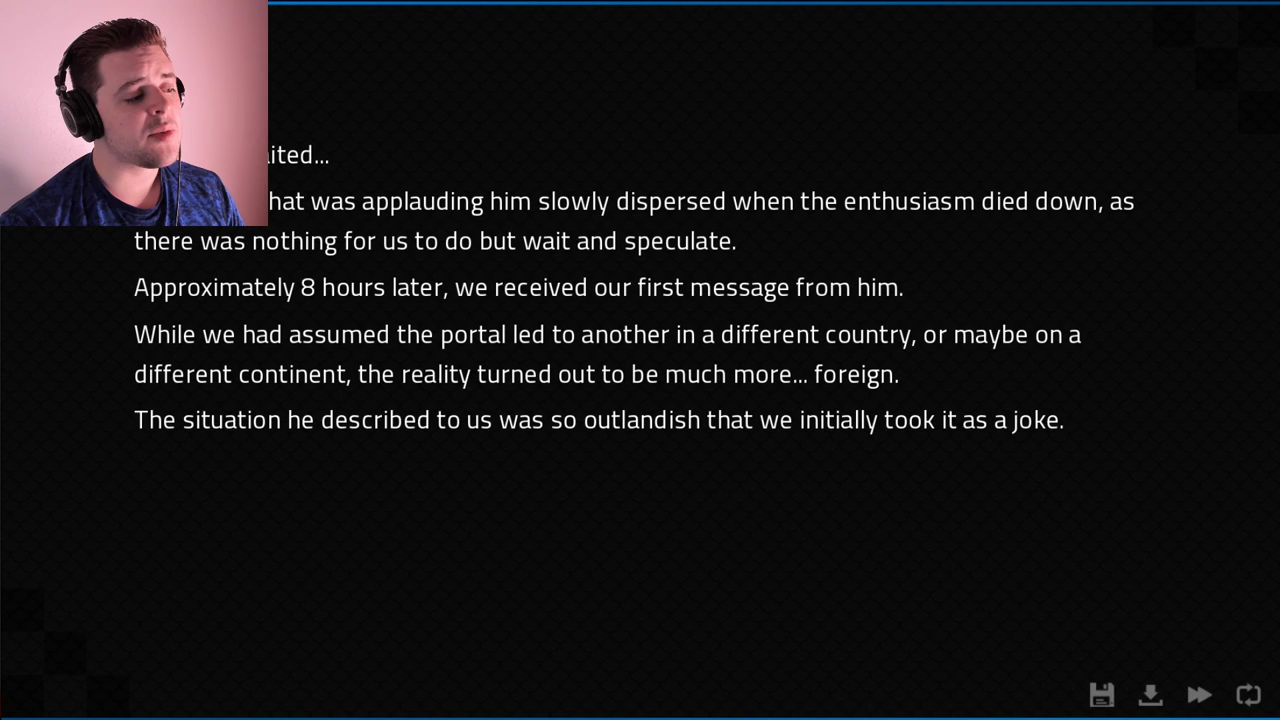 ...
hat was applauding him slowly dispersed when the enthusiasm died down, as
there was nothing for us to do but wait and speculate.
Approximately 8 hours later, we received our first message from him.
While we had assumed the portal led to another in a different country, or maybe on a
different continent, the reality turned out to be much more... foreign.
The situation he described to us was so outlandish that we initially took it as a joke.